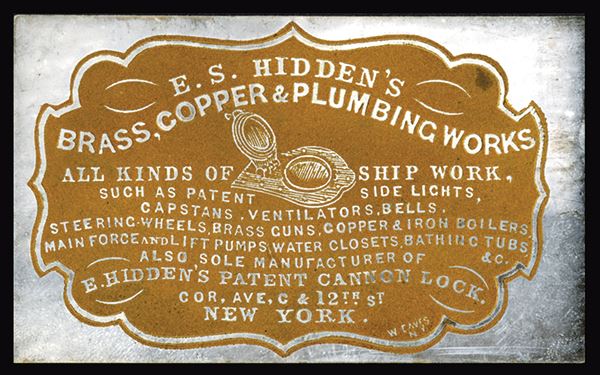 E. S. HIDDEN'S
BRASS, COPPER & PLUMBING WORKS
ALL KINDS OF SHIP WORK,
SUCH AS PATENT SIDE LIGHTS,
CAPSTANS, VENTILATORS, BELLS,
STEERING-WHEELS, BRASS GUNS, COPPER & IRON BOILERS,
MAIN FORCE AND LIFT PUMPS, WATER CLOSETS, BATHING TUBS
&C.
ALSO SOLE MANUFACTURER OF
E. HIDDEN'S PATENT CANNON LOCK.
COR, AVE, C & 12TH ST
NEW YORK.
W. EAVES
N.Y.